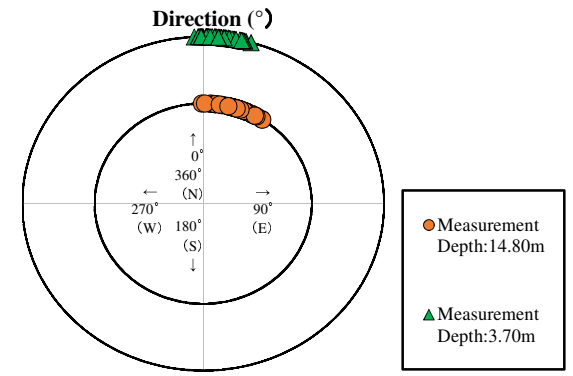 Direction (°)
↑
0°
360°
(N)
←
→
270°
(W)
90°
(E)
180°
(S)
↓
Measurement
Depth:14.80m
Measurement
Depth:3.70m